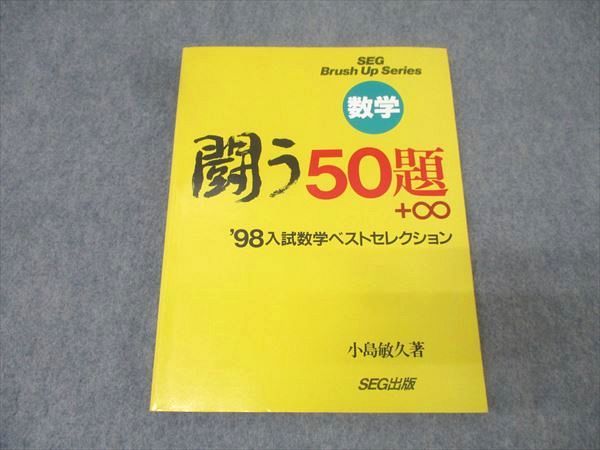 SEG
Brush Up Series
数学
闘う50題
+∞
'98入試数学ベストセレクション
小島敏久著
SEG出版